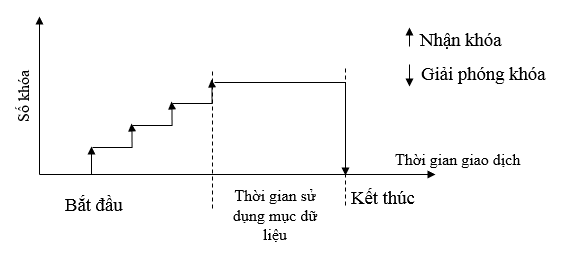 Nhận khóa
Giải phóng khóa
Số khóa
Thời gian giao dịch
Bắt đầu
Thời gian sử
dụng mục dữ
liệu
Kết thúc